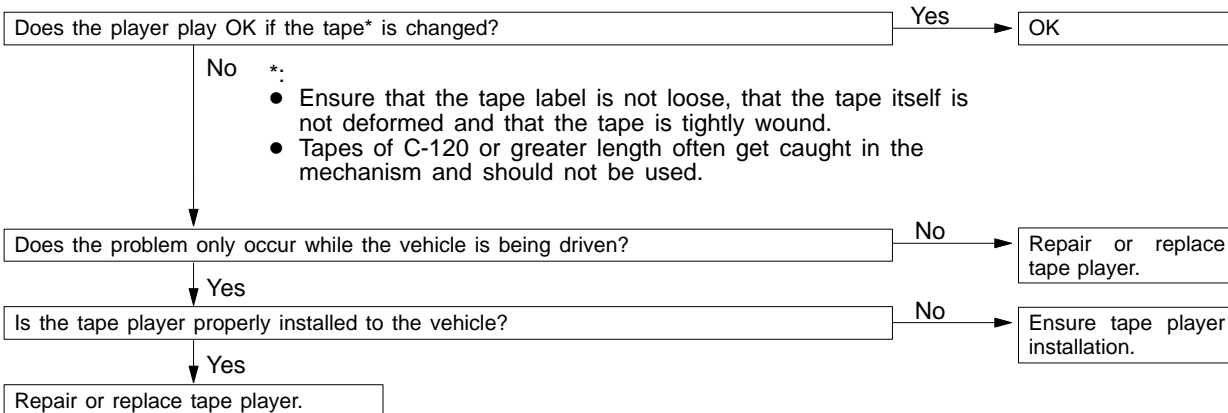 Does the player play OK if the tape* is changed?
Yes
OK
No
*:
● Ensure that the tape label is not loose, that the tape itself is
not deformed and that the tape is tightly wound.
● Tapes of C-120 or greater length often get caught in the
mechanism and should not be used.
Does the problem only occur while the vehicle is being driven?
No
Repair or replace
tape player.
Yes
Is the tape player properly installed to the vehicle?
No
Ensure tape player
installation.
Yes
Repair or replace tape player.